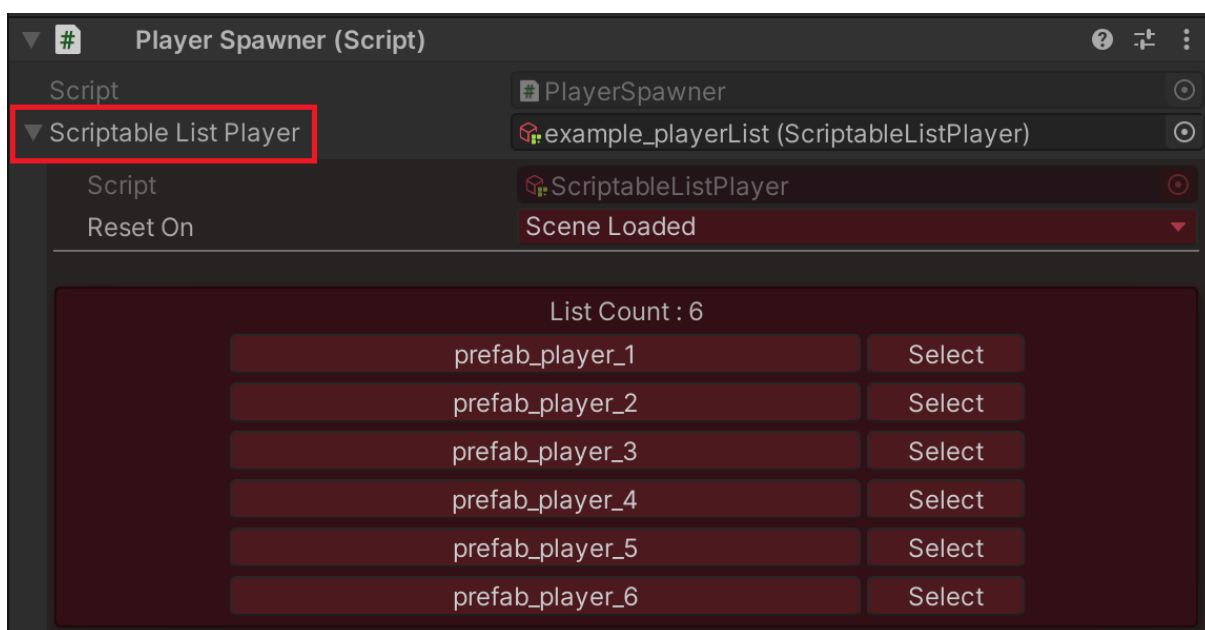 # Player Spawner (Script)
Script # PlayerSpawner
Scriptable List Player example_playerList (ScriptableListPlayer)
Script ScriptableListPlayer
Reset On Scene Loaded
List Count : 6
prefab_player_1 Select
prefab_player_2 Select
prefab_player_3 Select
prefab_player_4 Select
prefab_player_5 Select
prefab_player_6 Select